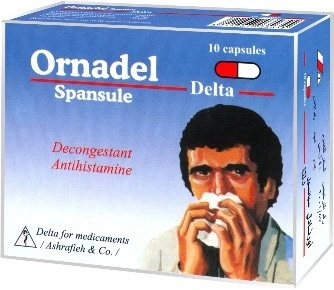 10 capsules
Ornadel
Spansule
Delta
Decongestant
Antihistamine
Delta for medicaments
/ Ashrafieh & Co. /